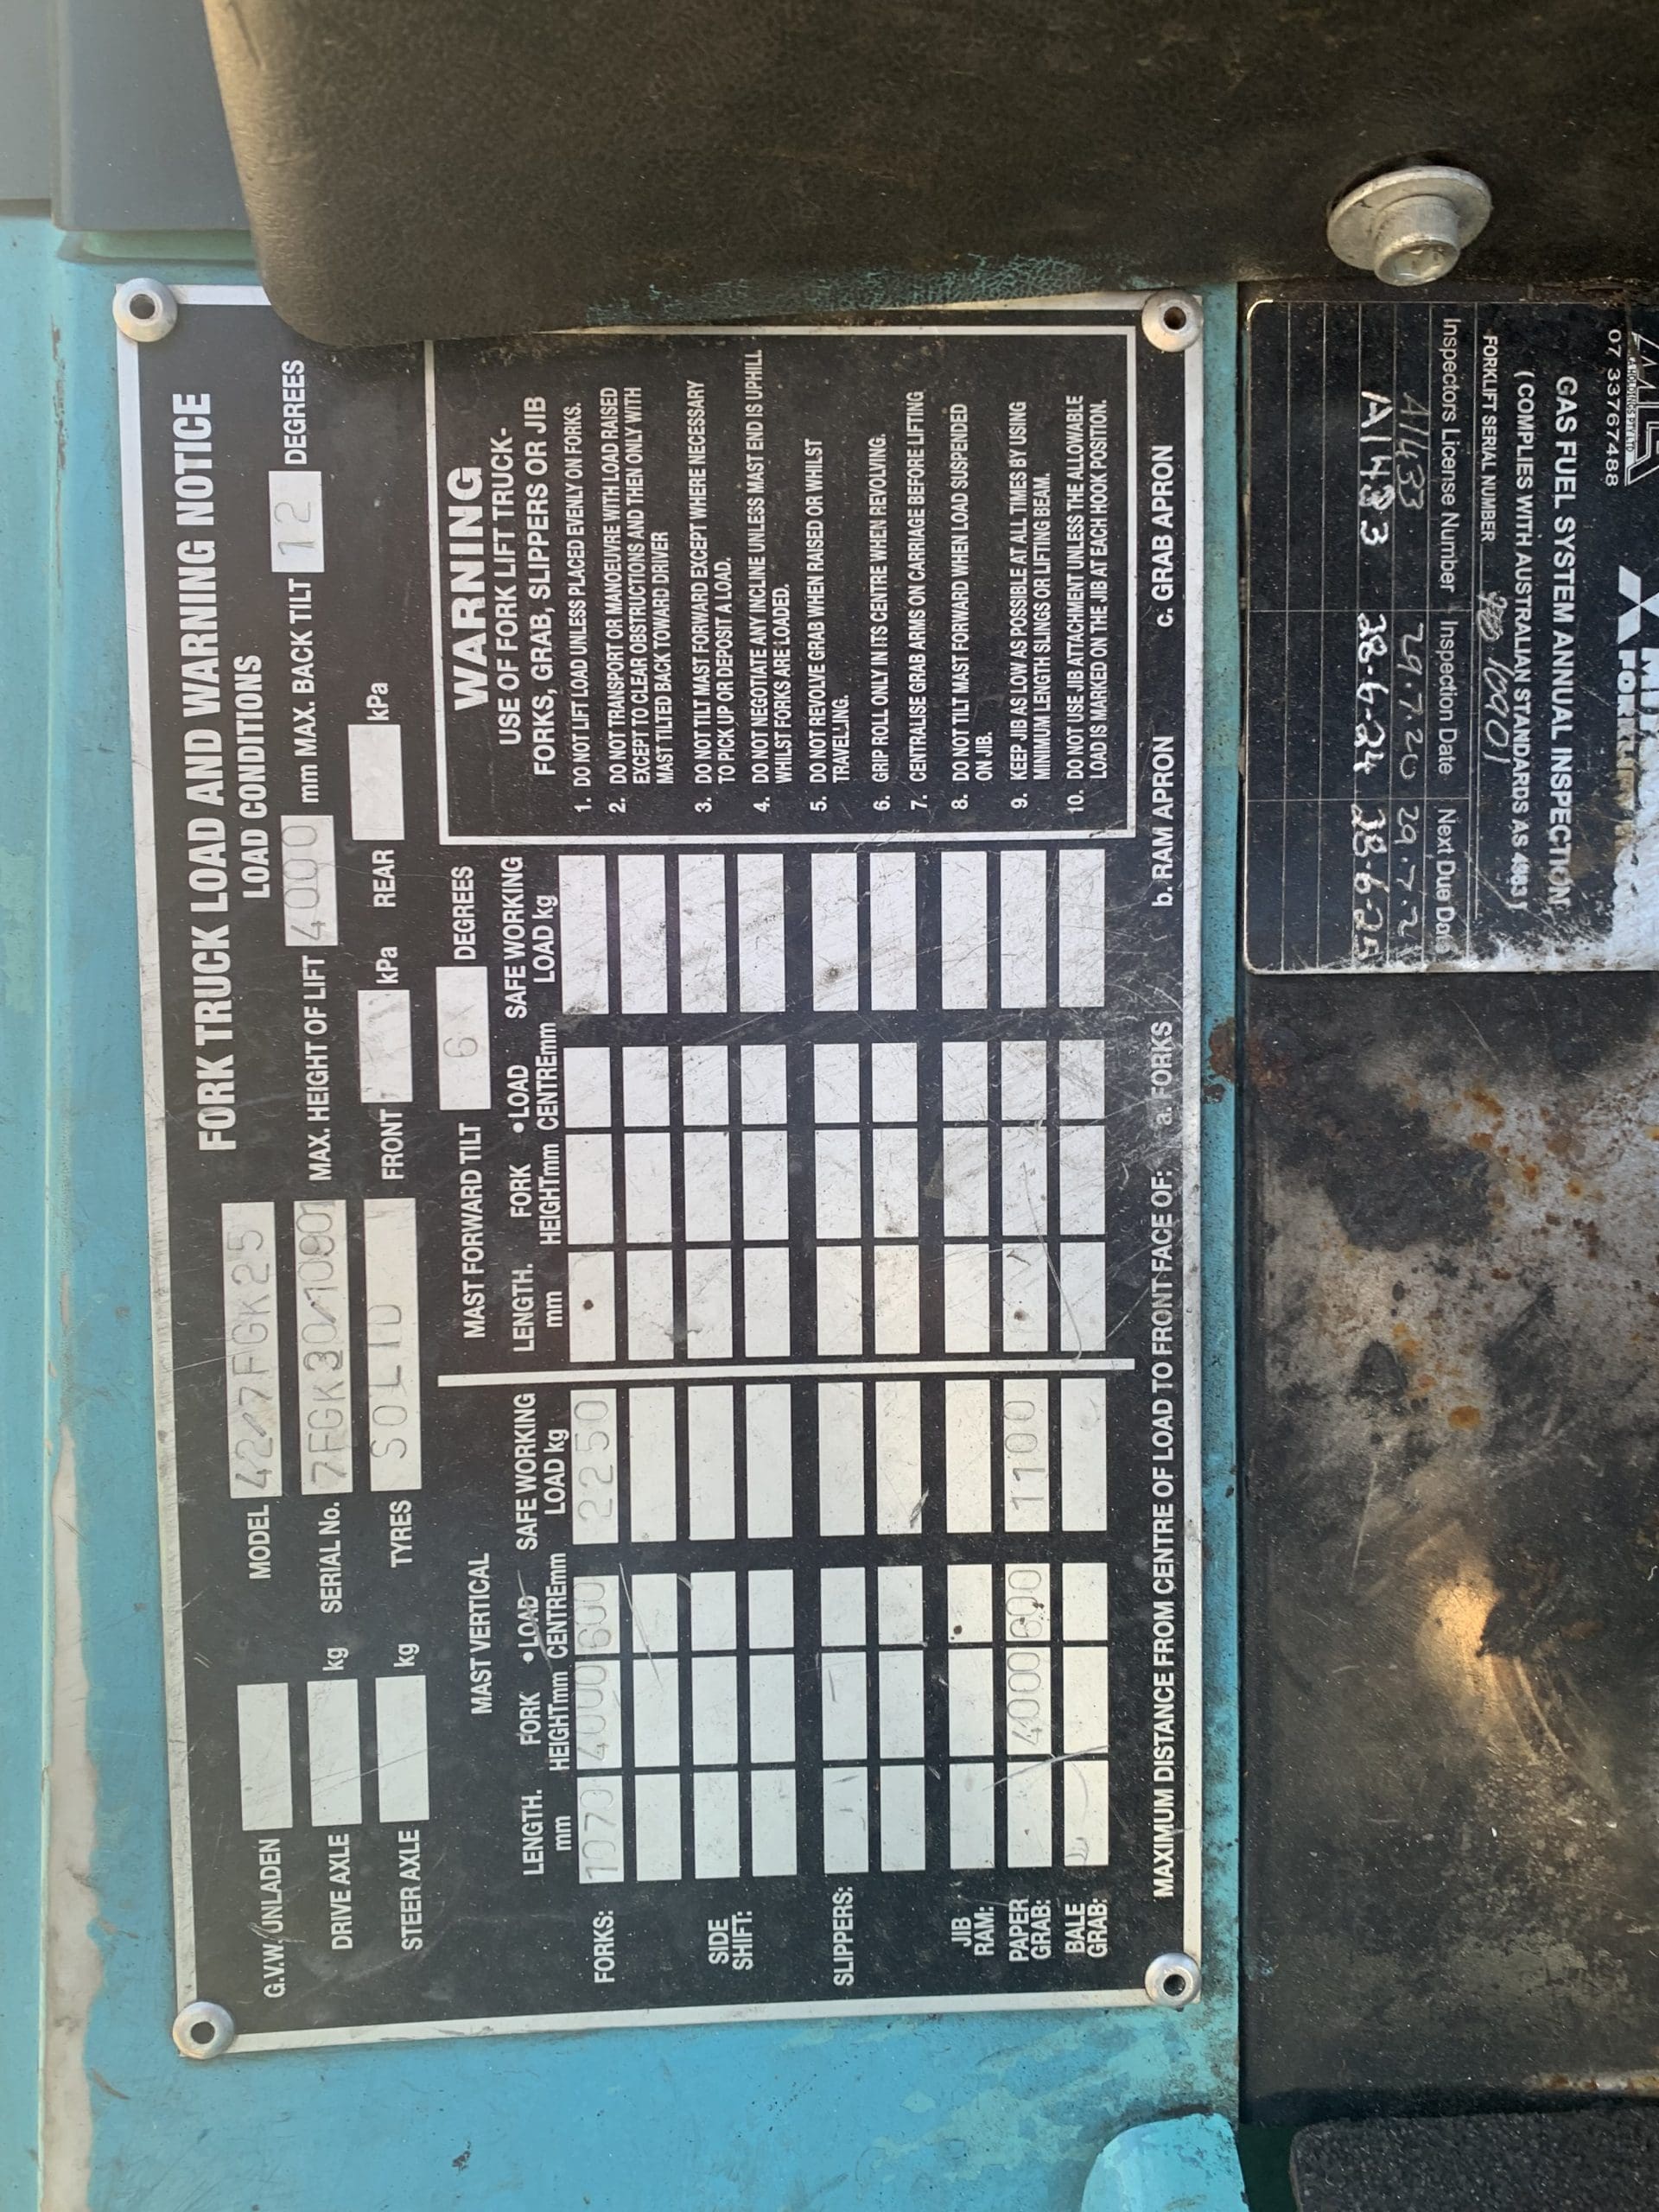 FORK TRUCK LOAD AND WARNING NOTICE
LOAD CONDITIONS
G.V.W. UNLADEN
MODEL 42/7FGK25
DRIVE AXLE kg
SERIAL No.
MAX. HEIGHT OF LIFT 4000 mm MAX. BACK TILT 12 DEGREES
STEER AXLE kg
TYRES SOLID
FRONT kPa REAR kPa
MAST VERTICAL
MAST FORWARD TILT 6 DEGREES
LENGTH. FORK •LOAD SAFE WORKING
mm HEIGHTmm CENTREmm LOAD kg
LENGTH. FORK •LOAD SAFE WORKING
mm HEIGHTmm CENTREmm LOAD kg
FORKS: 1070 4000 600 2250
SIDE
SHIFT:
SLIPPERS:
JIB
RAM:
PAPER
GRAB: 4000 600 1100
BALE
GRAB:
WARNING
USE OF FORK LIFT TRUCK-
FORKS, GRAB, SLIPPERS OR JIB
1. DO NOT LIFT LOAD UNLESS PLACED EVENLY ON FORKS.
2. DO NOT TRANSPORT OR MANOEUVRE WITH LOAD RAISED
EXCEPT TO CLEAR OBSTRUCTIONS AND THEN ONLY WITH
MAST TILTED BACK TOWARD DRIVER
3. DO NOT TILT MAST FORWARD EXCEPT WHERE NECESSARY
TO PICK UP OR DEPOSIT A LOAD.
4. DO NOT NEGOTIATE ANY INCLINE UNLESS MAST END IS UPHILL
WHILST FORKS ARE LOADED.
5. DO NOT REVOLVE GRAB WHEN RAISED OR WHILST
TRAVELLING.
6. GRIP ROLL ONLY IN ITS CENTRE WHEN REVOLVING.
7. CENTRALISE GRAB ARMS ON CARRIAGE BEFORE LIFTING
8. DO NOT TILT MAST FORWARD WHEN LOAD SUSPENDED
ON JIB.
9. KEEP JIB AS LOW AS POSSIBLE AT ALL TIMES BY USING
MINIMUM LENGTH SLINGS OR LIFTING BEAM.
10. DO NOT USE JIB ATTACHMENT UNLESS THE ALLOWABLE
LOAD IS MARKED ON THE JIB AT EACH HOOK POSITION.
MAXIMUM DISTANCE FROM CENTRE OF LOAD TO FRONT FACE OF: a. FORKS b. RAM APRON c. GRAB APRON
07 33767488
GAS FUEL SYSTEM ANNUAL INSPECTION
(COMPLIES WITH AUSTRALIAN STANDARDS AS 4983)
FORKLIFT SERIAL NUMBER 10901
Inspectors License Number Inspection Date Next Due Dat
A1433 29.7.20 29.7.2
A1433 28-6-24 28-6-25